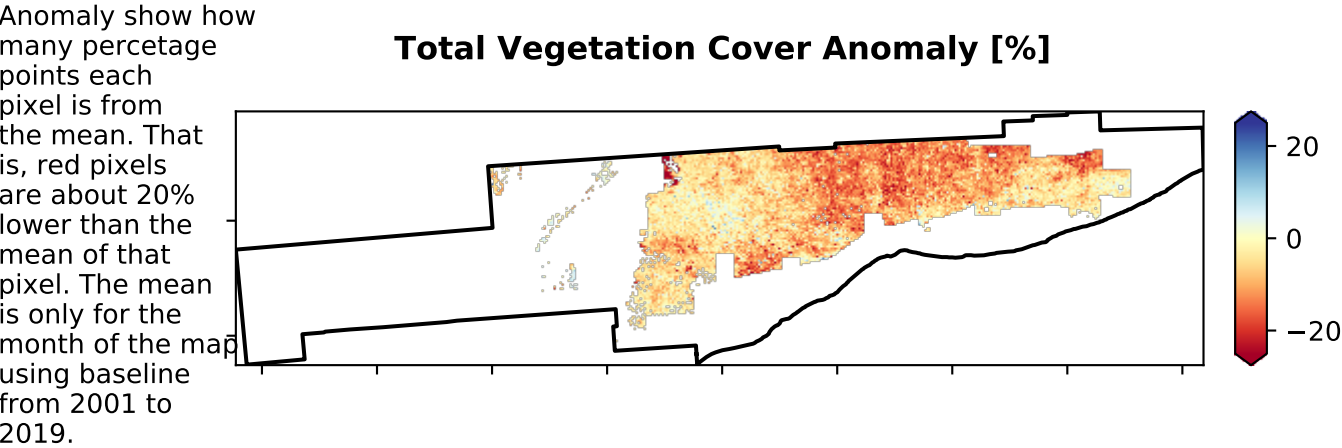 Anomaly show how
many percetage
points each
pixel is from
the mean. That
is, red pixels
are about 20%
lower than the
mean of that
pixel. The mean
is only for the
month of the map
using baseline
from 2001 to
2019.
Total Vegetation Cover Anomaly [%]
20
0
−20